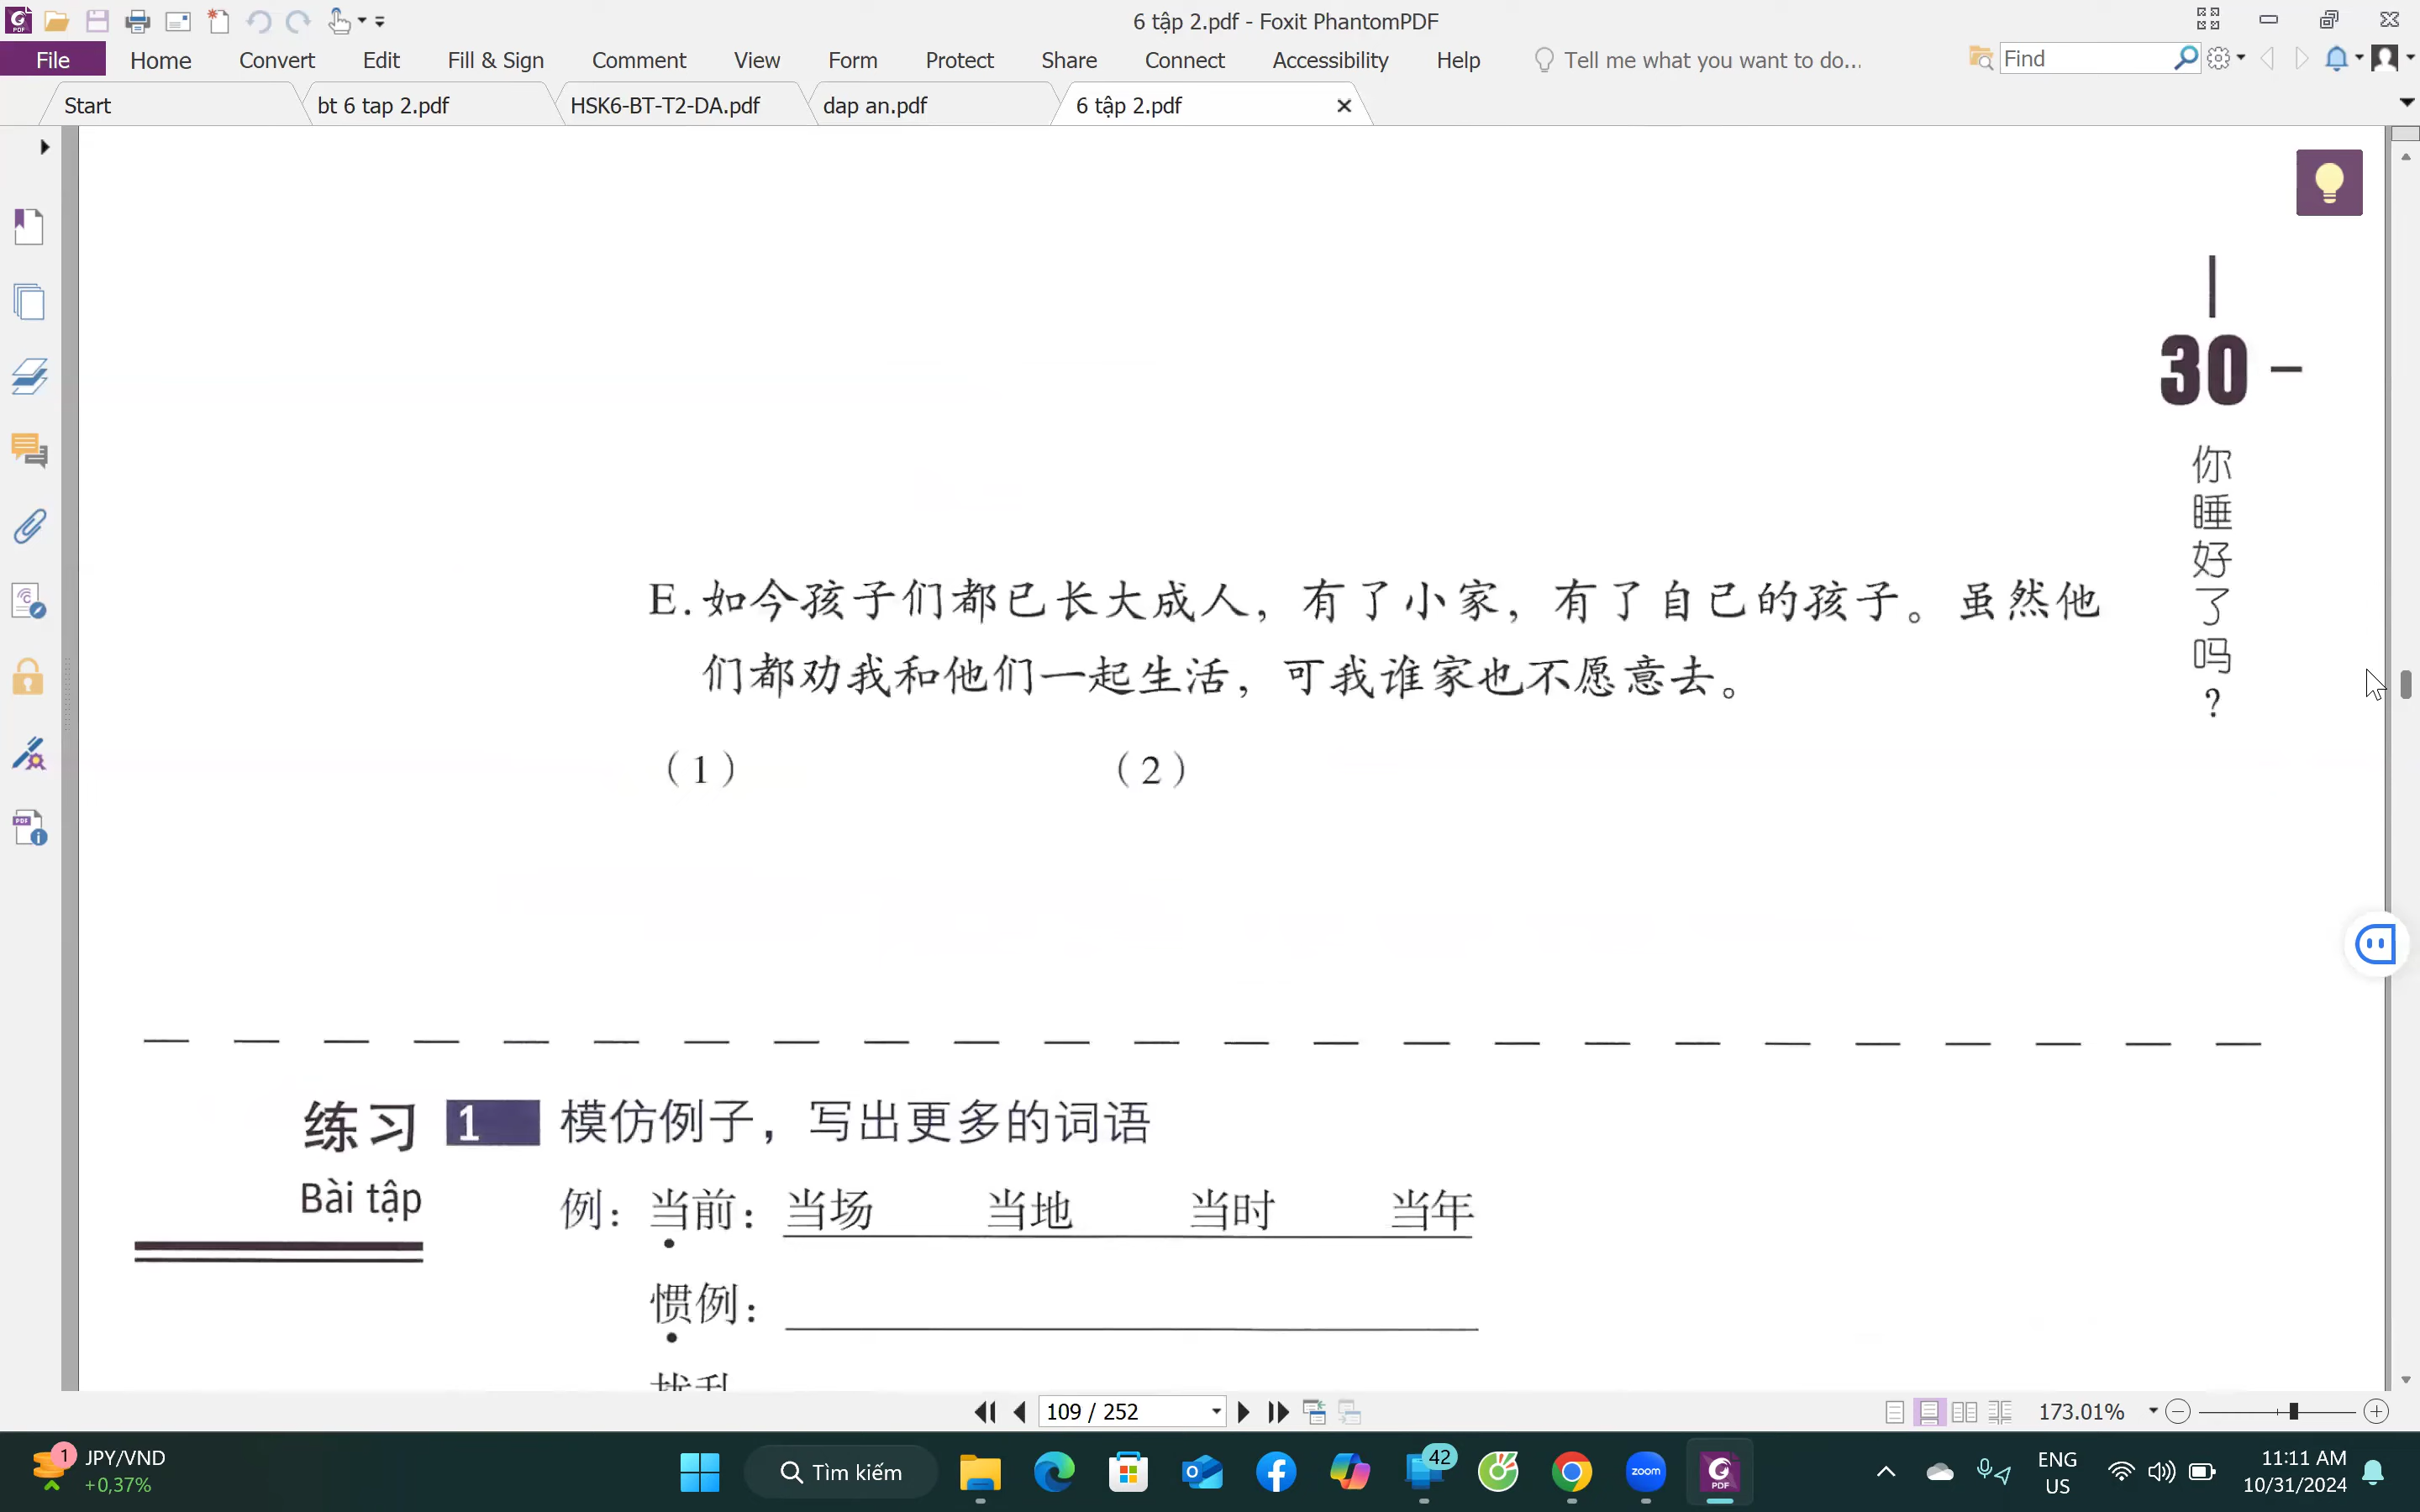 6 tập 2.pdf - Foxit PhantomPDF
File Home Convert Edit Fill & Sign Comment View Form Protect Share Connect Accessibility Help Tell me what you want to do... Find
Start bt 6 tap 2.pdf HSK6-BT-T2-DA.pdf dap an.pdf 6 tập 2.pdf
30
你睡好了吗?
E. 如今孩子们都已长大成人，有了小家，有了自己的孩子。虽然他
们都劝我和他们一起生活，可我谁家也不愿意去。
（1） （2）
练习 1 模仿例子，写出更多的词语
Bài tập
例：当前：当场 当地 当时 当年
惯例：
109 / 252
173.01%
1 JPY/VND
+0,37%
Tìm kiếm
42
zoom
PDF
ENG
US
11:11 AM
10/31/2024